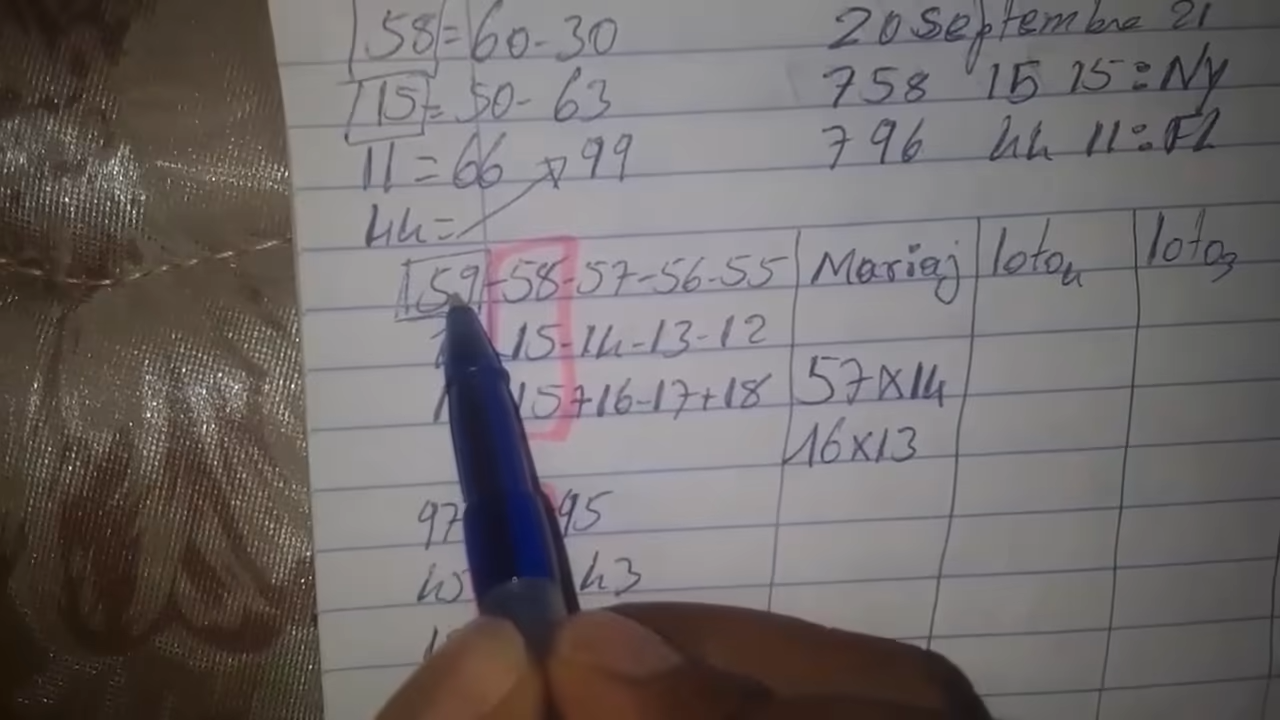 58=60-30
20 Septembre 21
15=50-63
758 15 15:Ny
11=66 99
796 44 11:FL
44=
59-58-57-56-55 Mariaj loto4 loto3
15-14-13-12
15+16-17+18 57x14
16x13
97 95
43